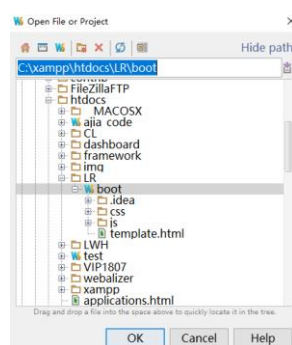 Open File or Project
Hide path
C:\xampp\htdocs\LR\boot
contrib
FileZillaFTP
htdocs
MACOSX
ajia code
CL
dashboard
framework
img
LR
boot
.idea
css
js
template.html
LWH
test
VIP1807
webalizer
xampp
applications.html
Drag and drop a file into the space above to quickly locate it in the tree.
OK
Cancel
Help